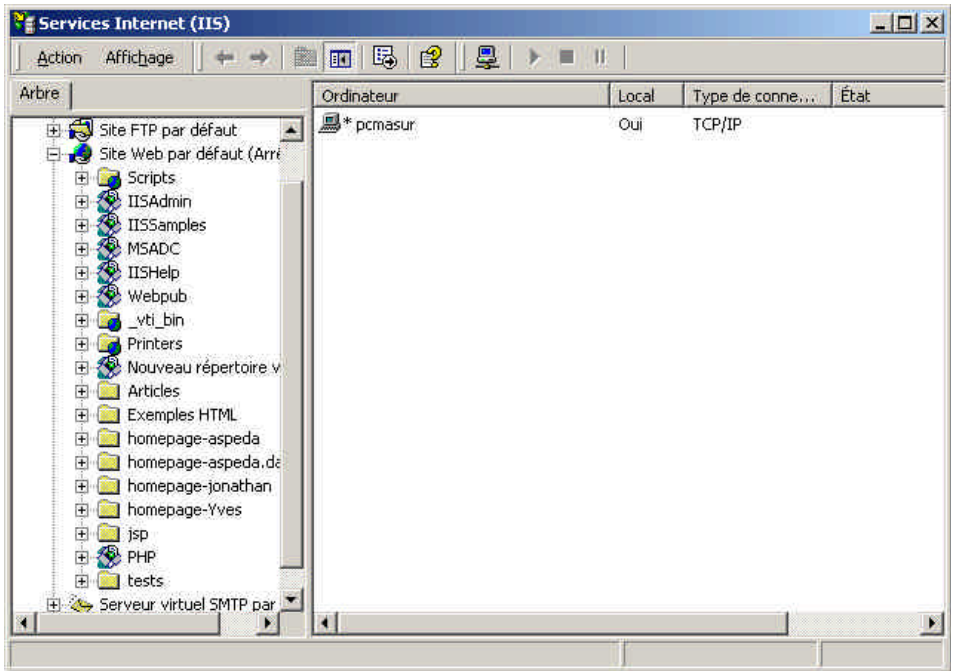 Services Internet (IIS)
Action Affichage
Arbre
Ordinateur Local Type de conne... État
* pcmasur Oui TCP/IP
Site FTP par défaut
Site Web par défaut (Arrê
Scripts
IISAdmin
IISSamples
MSADC
IISHelp
Webpub
_vti_bin
Printers
Nouveau répertoire v
Articles
Exemples HTML
homepage-aspeda
homepage-aspeda.da
homepage-jonathan
homepage-Yves
jsp
PHP
tests
Serveur virtuel SMTP par